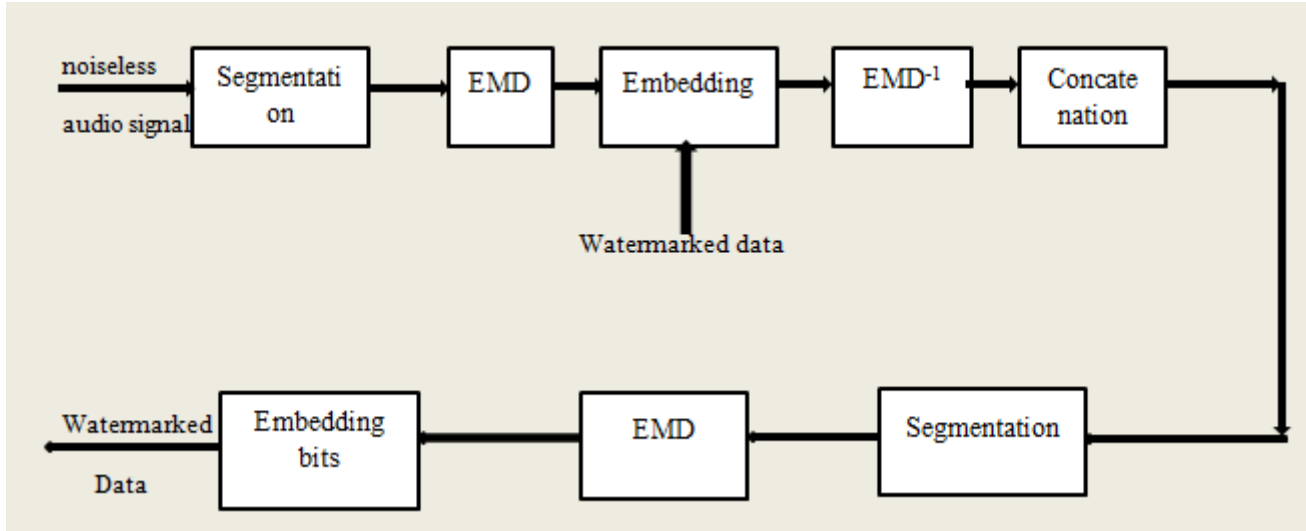 noiseless
audio signal
Segmentati
on
EMD
Embedding
EMD-1
Concate
nation
Watermarked data
Segmentation
EMD
Embedding
bits
Watermarked
Data